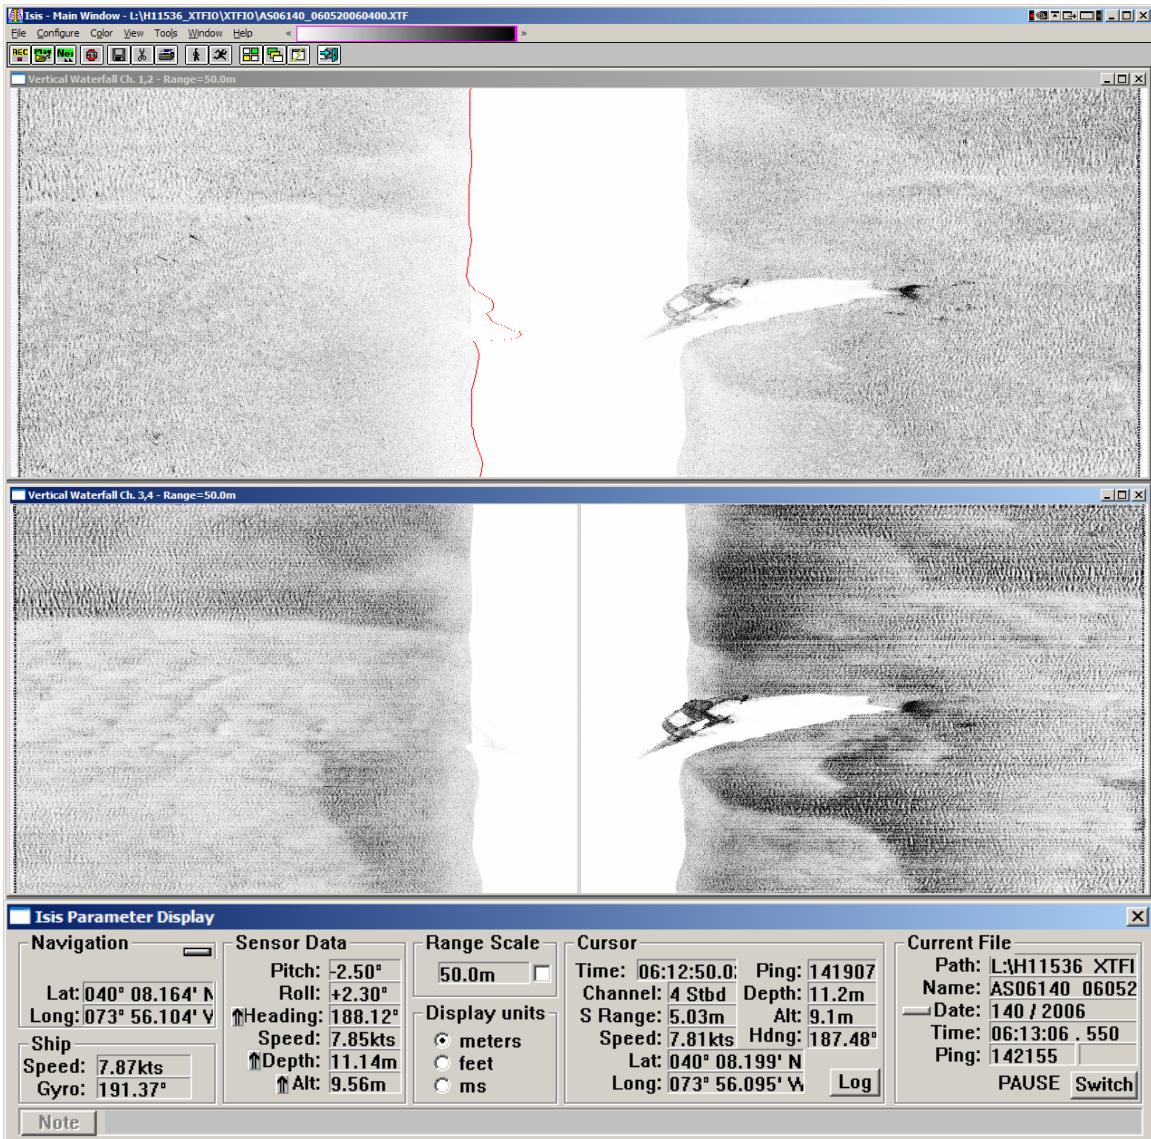 Isis - Main Window - L:\H11536_XTFIO\XTFIO\AS06140_060520060400.XTF
File Configure Color View Tools Window Help « »
REC Play Nex
Vertical Waterfall Ch. 1,2 - Range=50.0m
Vertical Waterfall Ch. 3,4 - Range=50.0m
Isis Parameter Display
Navigation
Lat: 040° 08.164' N
Long: 073° 56.104' W
Ship
Speed: 7.87kts
Gyro: 191.37°
Sensor Data
Pitch: -2.50°
Roll: +2.30°
Heading: 188.12°
Speed: 7.85kts
Depth: 11.14m
Alt: 9.56m
Range Scale
50.0m
Display units
meters
feet
ms
Cursor
Time: 06:12:50.0 Ping: 141907
Channel: 4 Stbd Depth: 11.2m
S Range: 5.03m Alt: 9.1m
Speed: 7.81kts Hdng: 187.48°
Lat: 040° 08.199' N
Long: 073° 56.095' W Log
Current File
Path: L:\H11536_XTFI
Name: AS06140_06052
Date: 140 / 2006
Time: 06:13:06 . 550
Ping: 142155
PAUSE Switch
Note